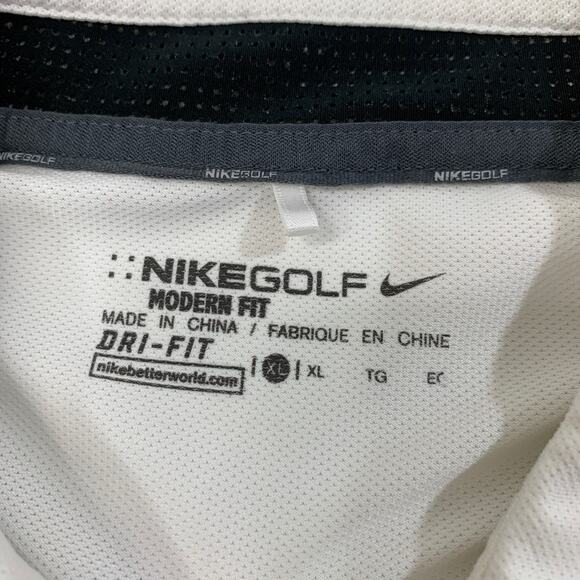 NIKEGOLF NIKEGOLF NIKEGOLF
::NIKEGOLF
MODERN FIT
MADE IN CHINA / FABRIQUE EN CHINE
DRI-FIT
nikebetterworld.com | XL | XL TG